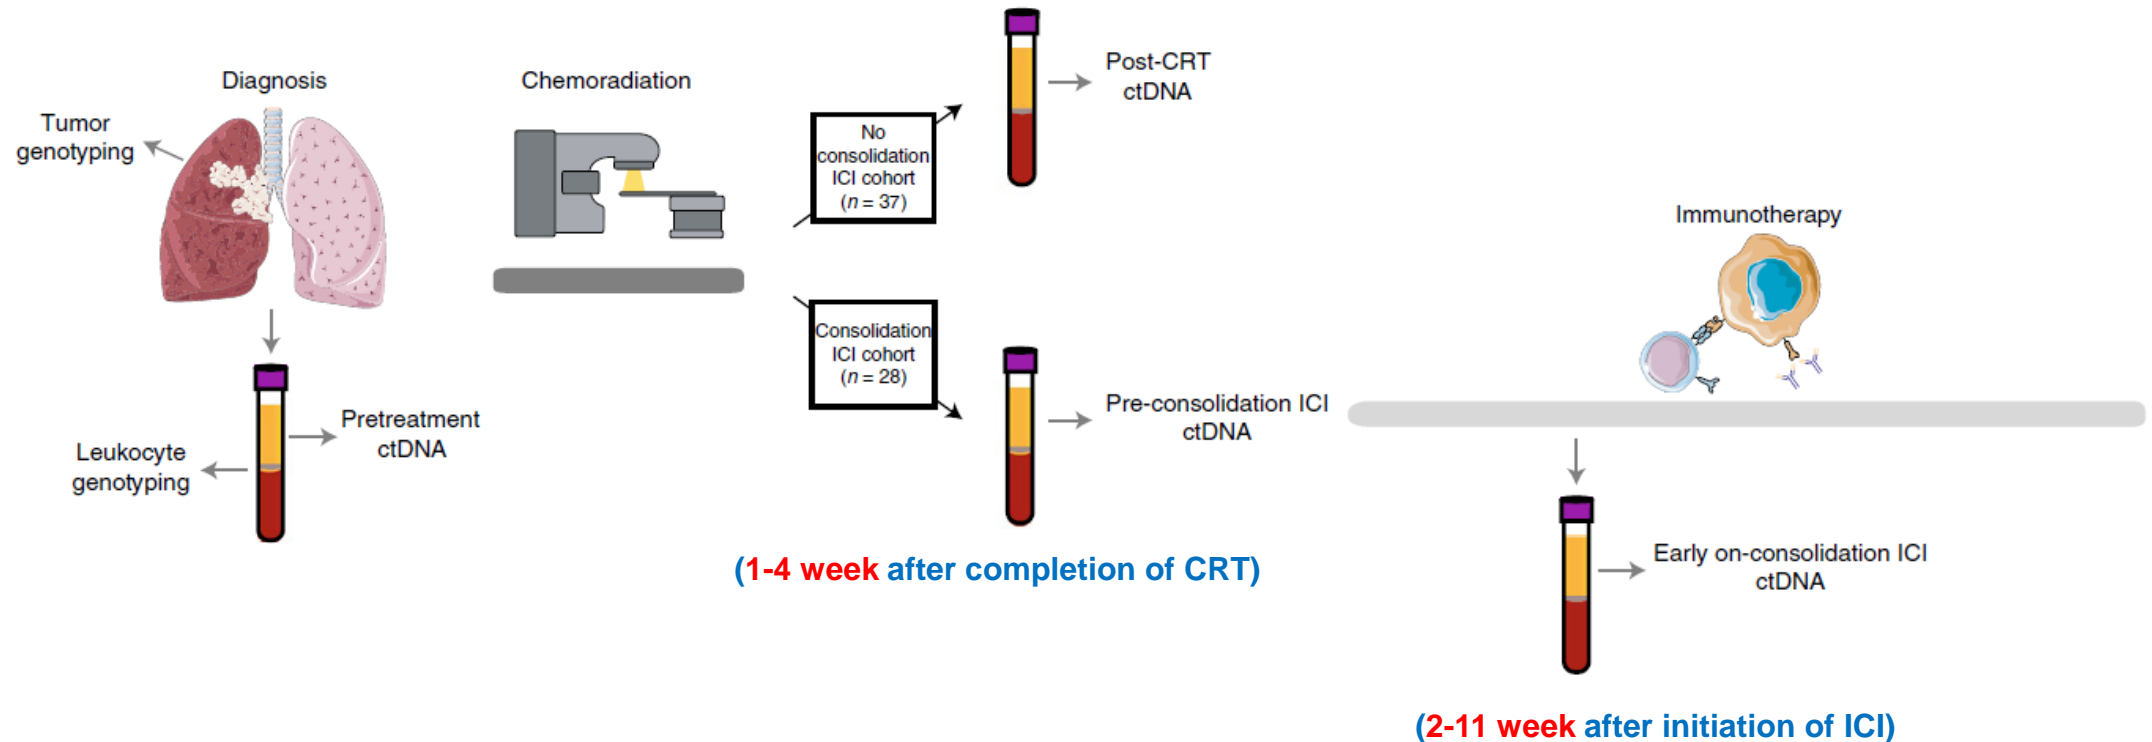 Diagnosis
Tumor
genotyping
Leukocyte
genotyping
Pretreatment
ctDNA
Chemoradiation
No
consolidation
ICI cohort
(n = 37)
Post-CRT
ctDNA
Consolidation
ICI cohort
(n = 28)
Pre-consolidation ICI
ctDNA
(1-4 week after completion of CRT)
Immunotherapy
Early on-consolidation ICI
ctDNA
(2-11 week after initiation of ICI)